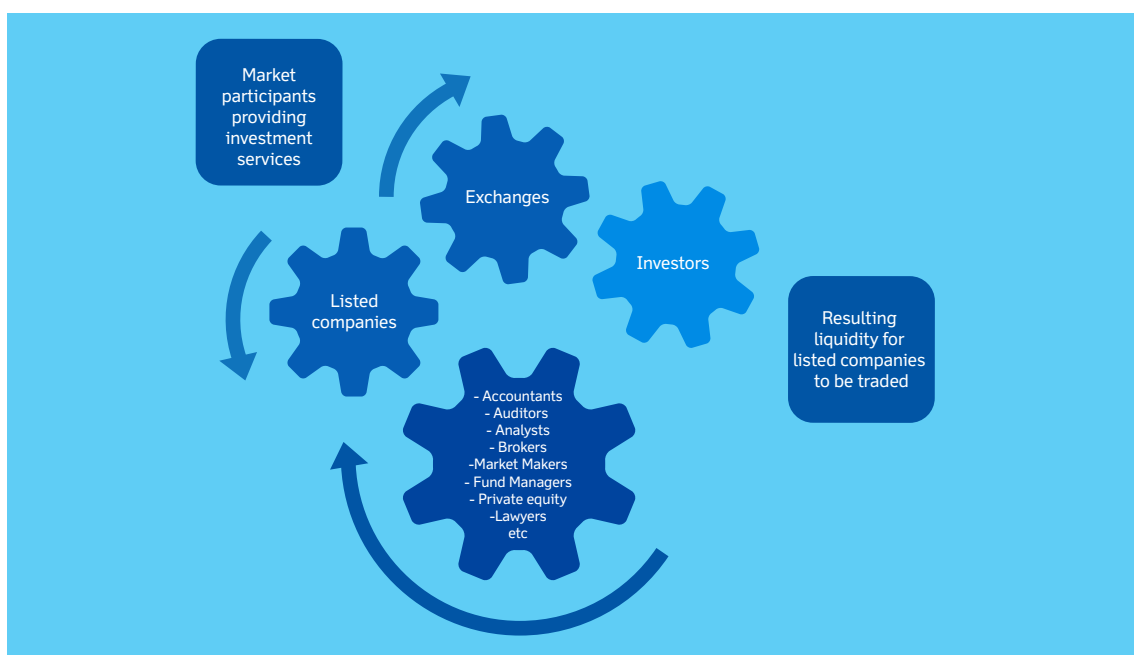 Market
participants
providing
investment
services
Exchanges
Investors
Listed
companies
Resulting
liquidity for
listed companies
to be traded
- Accountants
- Auditors
- Analysts
- Brokers
-Market Makers
- Fund Managers
- Private equity
-Lawyers
etc